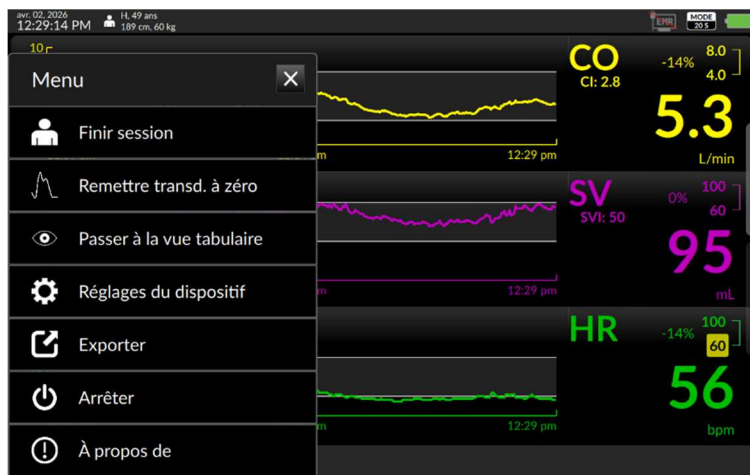 avr. 02, 2026
12:29:14 PM
H, 49 ans
189 cm, 60 kg
EMR
MODE
20 S
10
Menu
Finir session
Remettre transd. à zéro
Passer à la vue tabulaire
Réglages du dispositif
Exporter
Arrêter
À propos de
12:29 pm
CO
CI: 2.8
-14%
8.0
4.0
5.3
L/min
m
12:29 pm
SV
SVI: 50
0%
100
60
95
mL
m
12:29 pm
HR
-14%
100
60
56
bpm